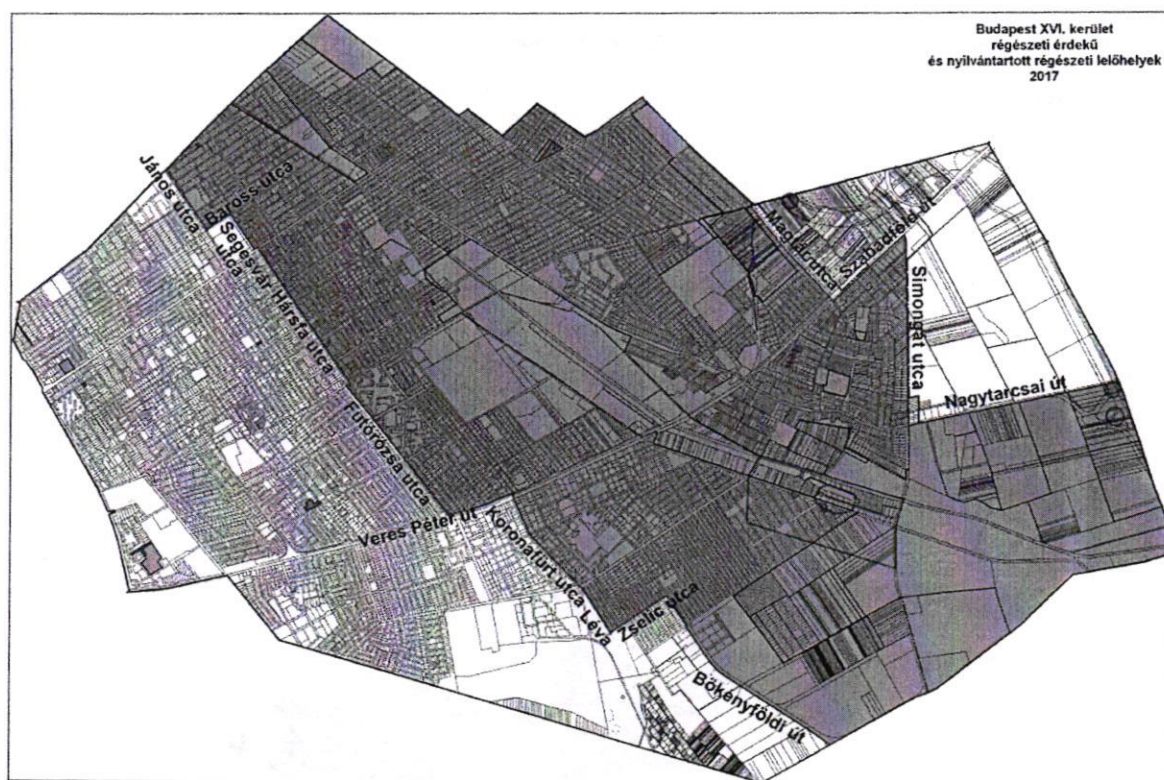 Budapest XVI. kerület
régészeti érdekű
és nyilvántartott régészeti lelőhelyek
2017
János utca
Baross utca
Segesvár
utca
Hársfa utca
Futórózsa utca
Veres Péter út
Koronafürt utca
Léva
Zselic utca
Bökényföldi út
Magtár utca
Szabadföld út
Simongát utca
Nagytarcsai út